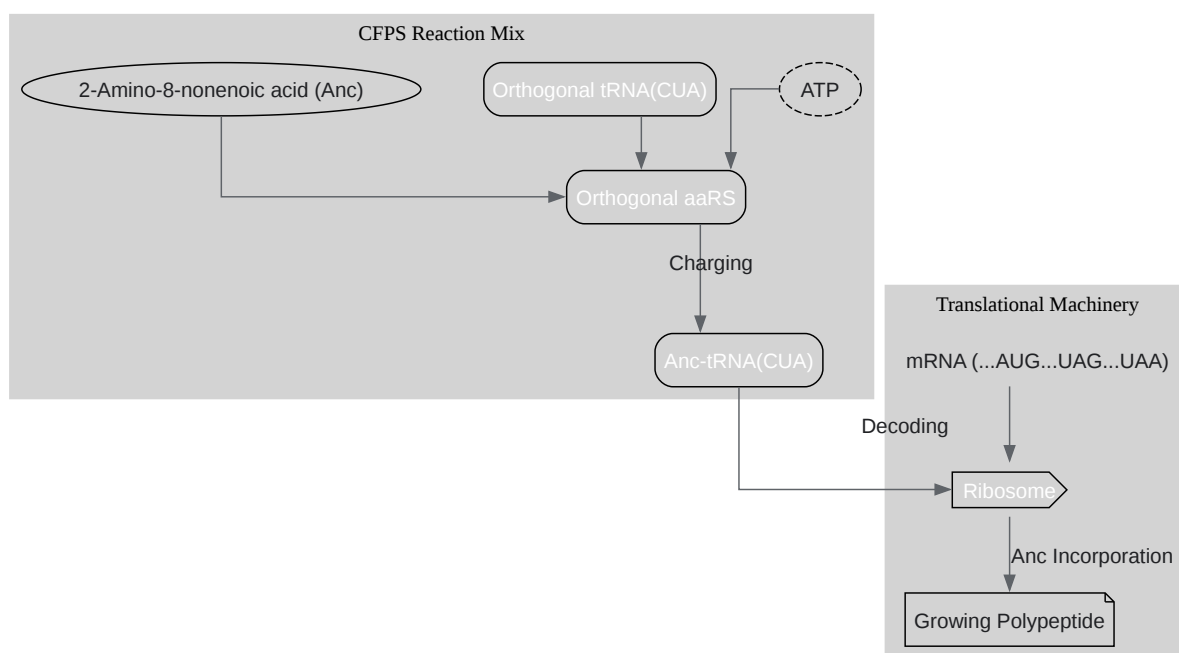 CFPS Reaction Mix
2-Amino-8-nonenoic acid (Anc)
Orthogonal tRNA(CUA)
ATP
Orthogonal aaRS
Charging
Anc-tRNA(CUA)
Translational Machinery
mRNA (...AUG...UAG...UAA)
Decoding
Ribosome
Anc Incorporation
Growing Polypeptide